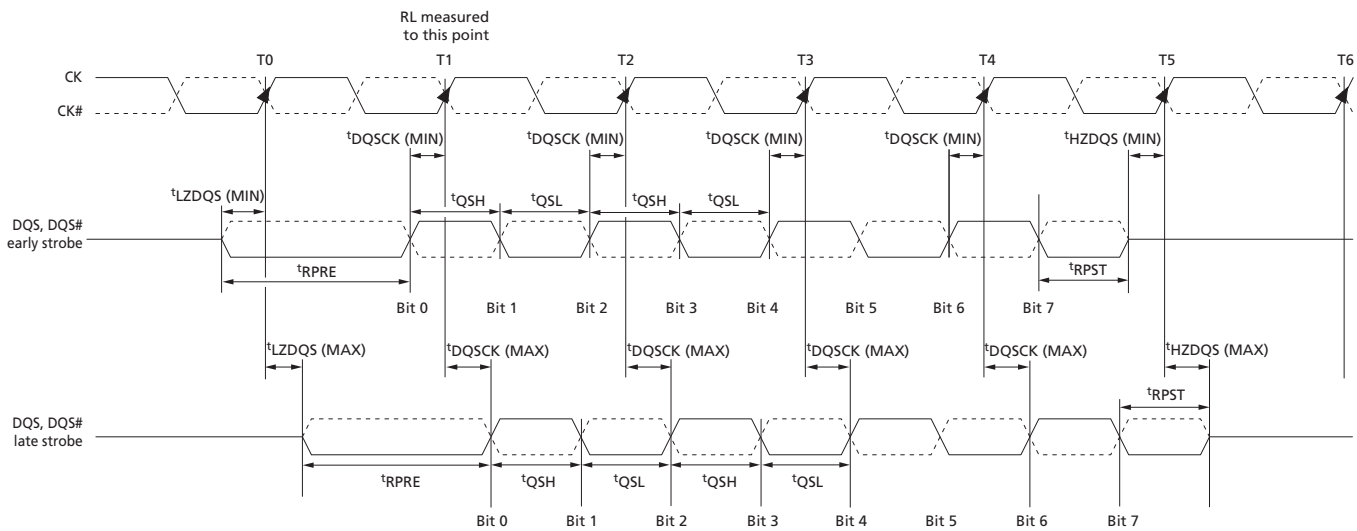 RL measured
to this point
T0 T1 T2 T3 T4 T5 T6
CK
CK#
tDQSCK (MIN) tDQSCK (MIN) tDQSCK (MIN) tDQSCK (MIN) tHZDQS (MIN)
tLZDQS (MIN)
tQSH tQSL tQSH tQSL
DQS, DQS#
early strobe
tRPRE tRPST
Bit 0 Bit 1 Bit 2 Bit 3 Bit 4 Bit 5 Bit 6 Bit 7
tLZDQS (MAX) tDQSCK (MAX) tDQSCK (MAX) tDQSCK (MAX) tDQSCK (MAX) tHZDQS (MAX)
tRPST
DQS, DQS#
late strobe
tRPRE tQSH tQSL tQSH tQSL
Bit 0 Bit 1 Bit 2 Bit 3 Bit 4 Bit 5 Bit 6 Bit 7